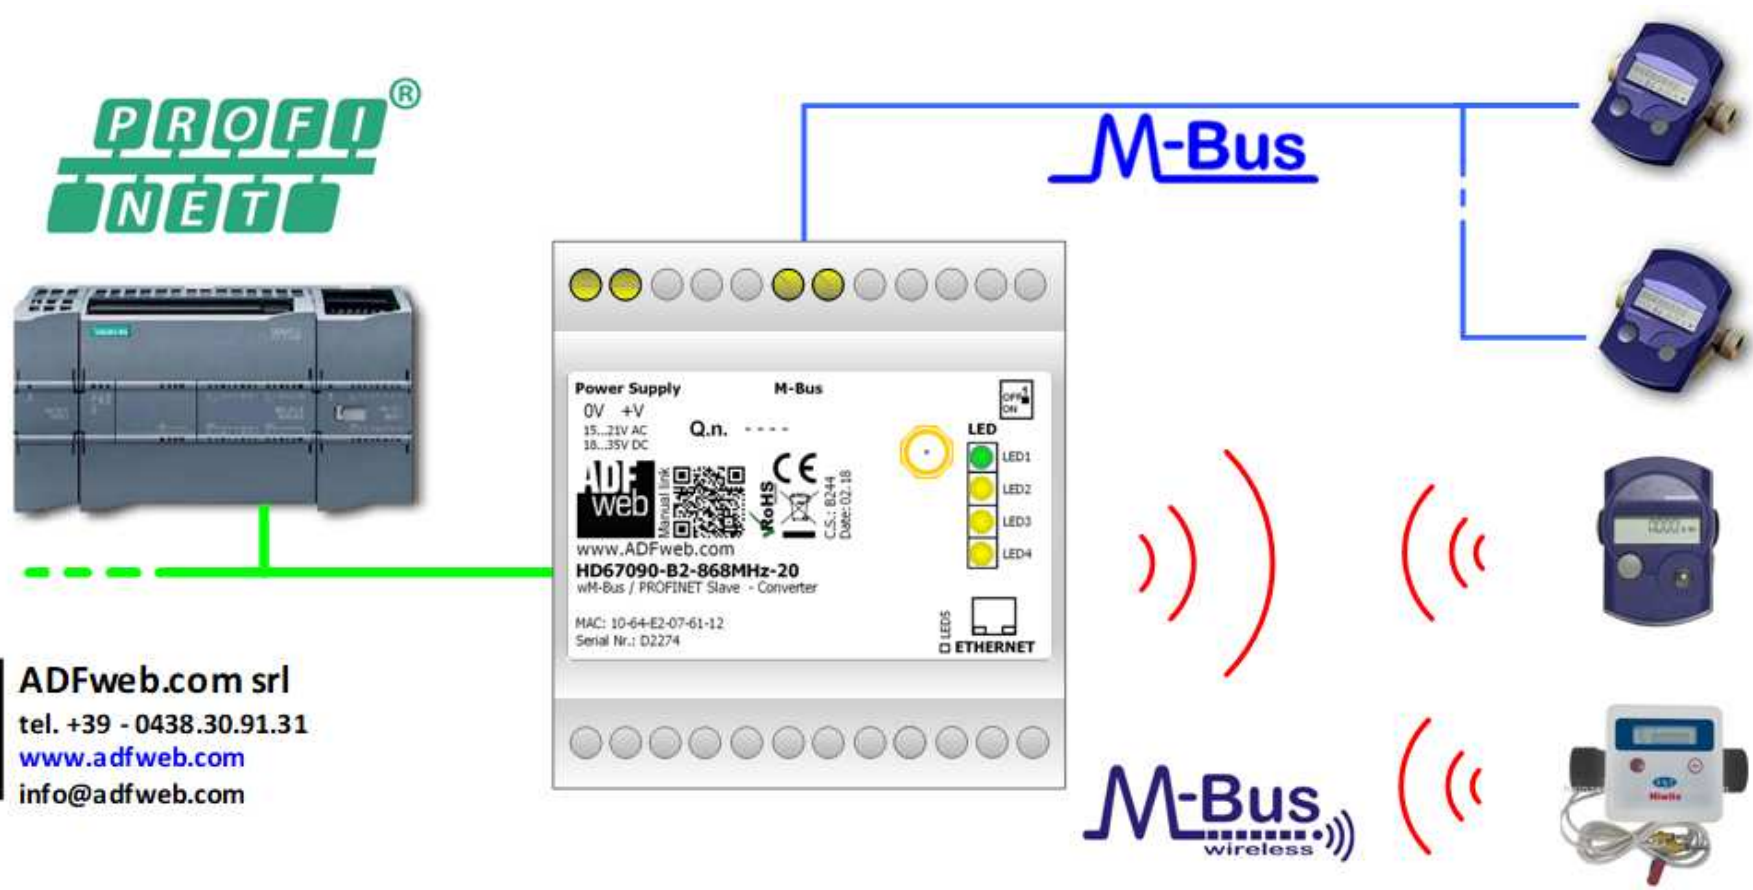 PROFI®
NET
M-Bus
SIEMENS
Power Supply
M-Bus
0V +V
15...21V AC
18...35V DC
Q.n. ----
OFF 1
ON
LED
LED1
LED2
LED3
LED4
ADF
web
Manual link
RoHS
CE
C.S.: B244
Date: 02.18
www.ADFweb.com
HD67090-B2-868MHz-20
wM-Bus / PROFINET Slave - Converter
MAC: 10-64-E2-07-61-12
Serial Nr.: D2274
LED5
ETHERNET
ADFweb.com srl
tel. +39 - 0438.30.91.31
www.adfweb.com
info@adfweb.com
M-Bus
wireless